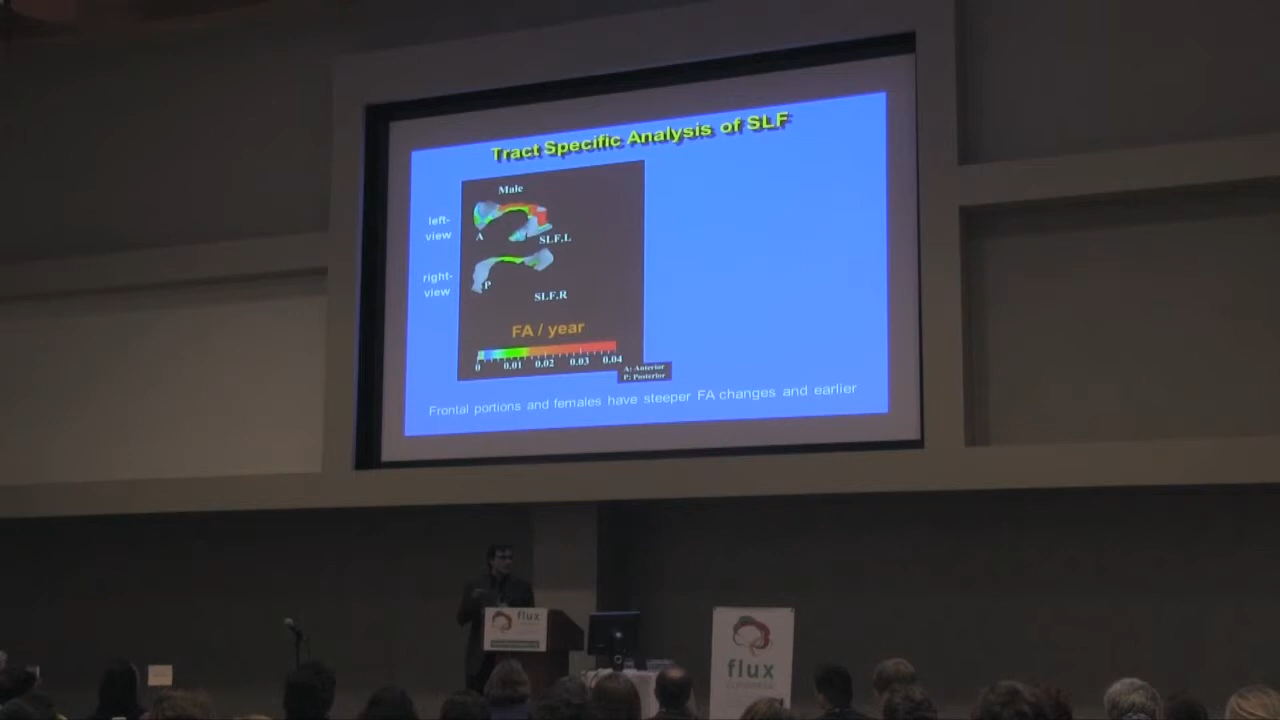 Tract Specific Analysis of SLF
Male
left-
view
A
SLF.L
right-
view
P
SLF.R
FA / year
0 0.01 0.02 0.03 0.04
A: Anterior
P: Posterior
Frontal portions and females have steeper FA changes and earlier
flux
flux